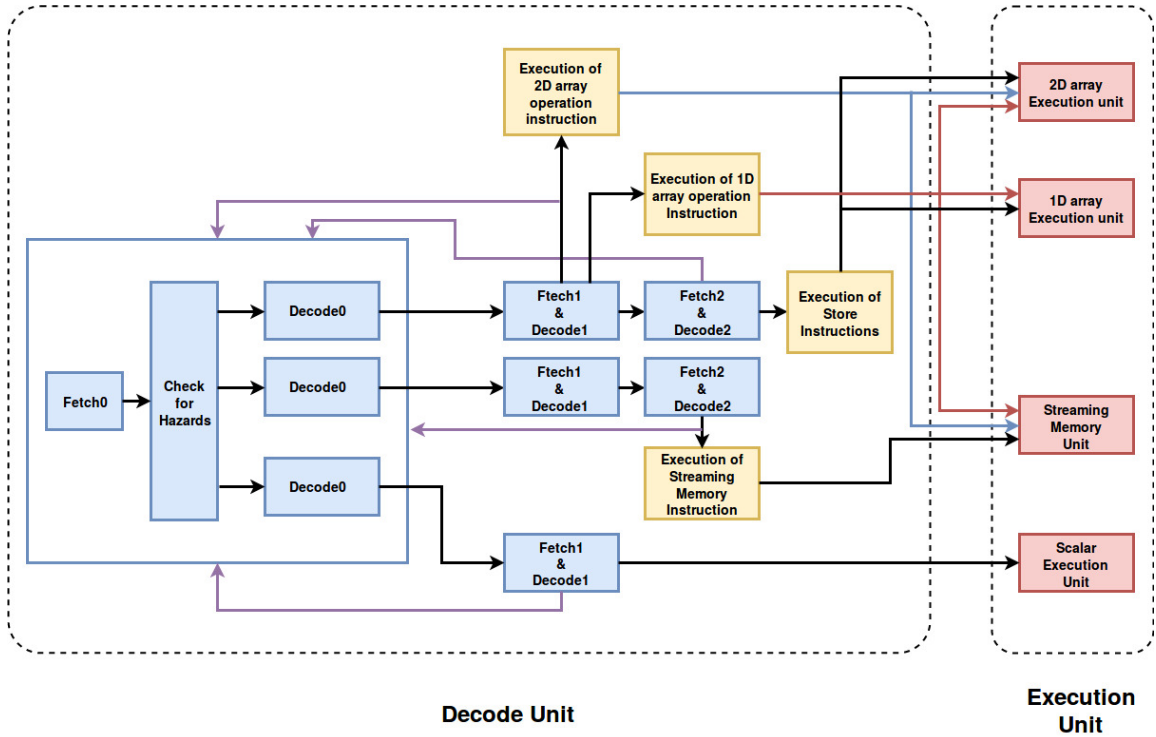 Execution of
2D array
operation
instruction
2D array
Execution unit
Execution of 1D
array operation
Instruction
1D array
Execution unit
Fetch0
Check
for
Hazards
Decode0
Ftech1
&
Decode1
Fetch2
&
Decode2
Execution of
Store
Instructions
Decode0
Ftech1
&
Decode1
Fetch2
&
Decode2
Streaming
Memory
Unit
Execution of
Streaming
Memory
Instruction
Decode0
Fetch1
&
Decode1
Scalar
Execution
Unit
Decode Unit
Execution
Unit